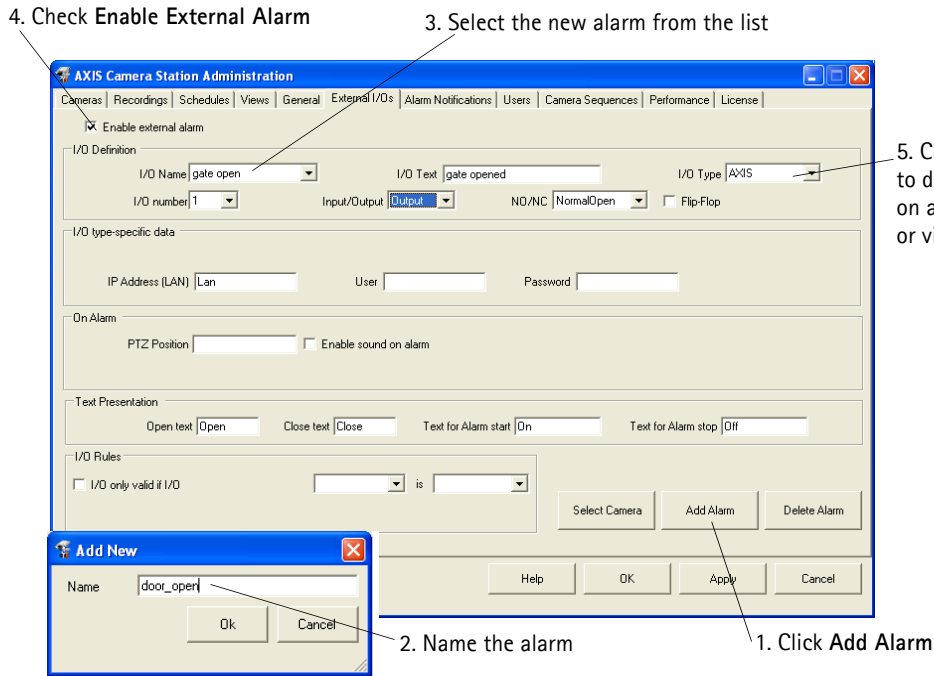 4. Check Enable External Alarm
3. Select the new alarm from the list
AXIS Camera Station Administration
Cameras Recordings Schedules Views General External I/Os Alarm Notifications Users Camera Sequences Performance License
Enable external alarm
I/O Definition
I/O Name gate open I/O Text gate opened I/O Type AXIS
I/O number 1 Input/Output Output NO/NC NormalOpen Flip-Flop
5. C
to d
on a
or vi
I/O type-specific data
IP Address (LAN) Lan User Password
On Alarm
PTZ Position Enable sound on alarm
Text Presentation
Open text Open Close text Close Text for Alarm start On Text for Alarm stop Off
I/O Rules
I/O only valid if I/O is
Select Camera Add Alarm Delete Alarm
Help OK Apply Cancel
Add New
Name door_open
Ok Cancel
2. Name the alarm
1. Click Add Alarm